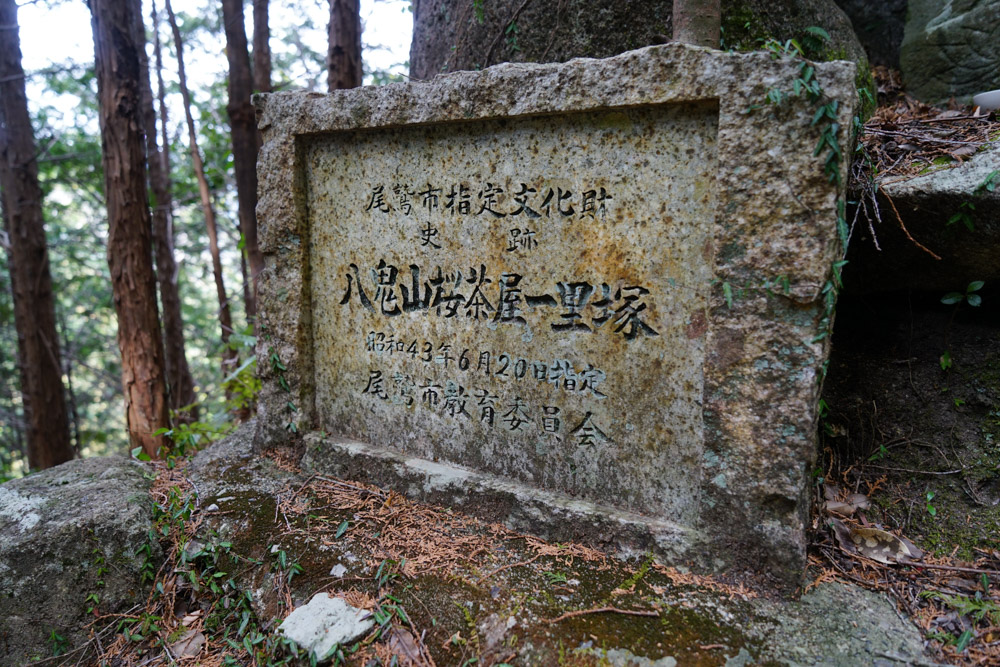 尾鷲市指定文化財
史跡
八鬼山桜茶屋一里塚
昭和43年6月20日指定
尾鷲市教育委員会